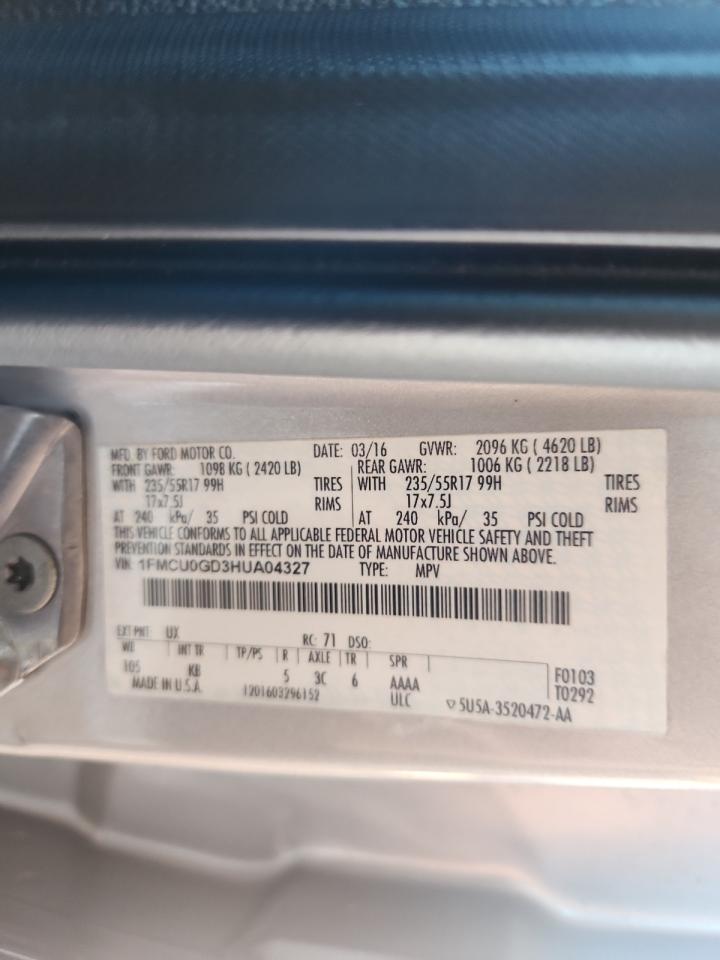 MFD. BY FORD MOTOR CO. DATE: 03/16 GVWR: 2096 KG ( 4620 LB)
FRONT GAWR: 1098 KG ( 2420 LB) REAR GAWR: 1006 KG ( 2218 LB)
WITH 235/55R17 99H TIRES WITH 235/55R17 99H TIRES
17x7.5J RIMS 17x7.5J RIMS
AT 240 kPa/ 35 PSI COLD AT 240 kPa/ 35 PSI COLD
THIS VEHICLE CONFORMS TO ALL APPLICABLE FEDERAL MOTOR VEHICLE SAFETY AND THEFT
PREVENTION STANDARDS IN EFFECT ON THE DATE OF MANUFACTURE SHOWN ABOVE.
VIN: 1FMCU0GD3HUA04327 TYPE: MPV
EXT PNT: UX RC: 71 DSO:
WB INT TR TP/PS R AXLE TR SPR
105 KB 5 3C 6 AAAA F0103
MADE IN U.S.A. 1201603296152 ULC 5U5A-3520472-AA T0292